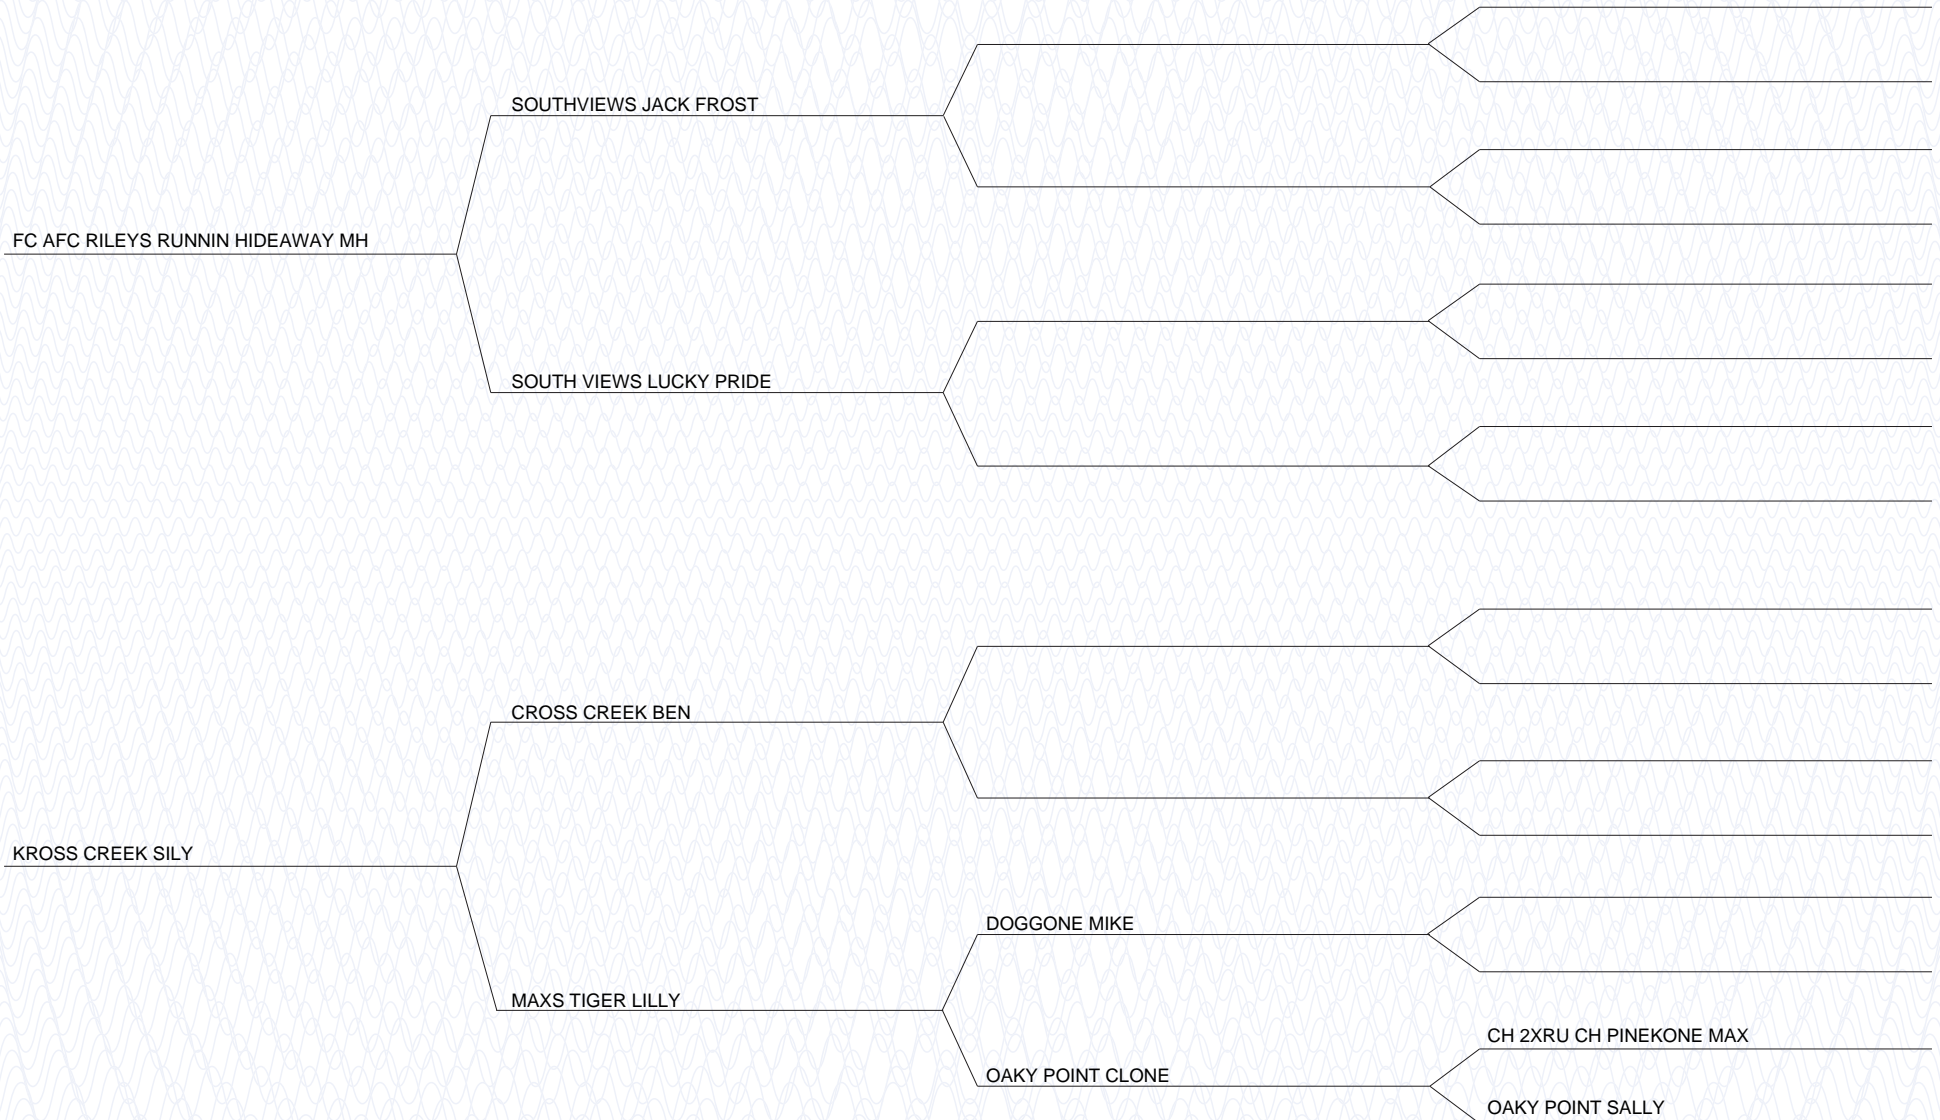 SOUTHVIEWS JACK FROST
FC AFC RILEYS RUNNIN HIDEAWAY MH
SOUTH VIEWS LUCKY PRIDE
CROSS CREEK BEN
KROSS CREEK SILY
DOGGONE MIKE
MAXS TIGER LILLY
CH 2XRU CH PINEKONE MAX
OAKY POINT CLONE
OAKY POINT SALLY